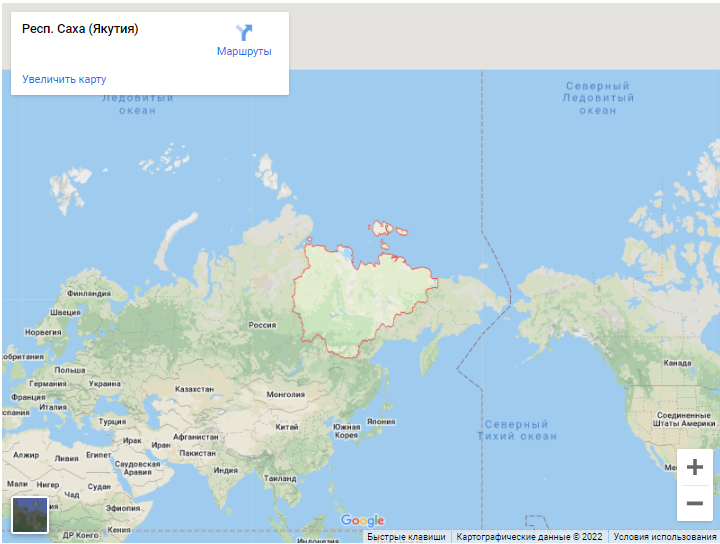 Респ. Саха (Якутия)
Маршруты
Увеличить карту
Ледовитый
океан
Северный
Ледовитый
океан
Финляндия
Швеция
Норвегия
Россия
обритания
Польша
Германия
Украина
Франция
Италия
спания
Казахстан
Монголия
Канада
Соединенные
Штаты Америки
Турция
Китай
Южная
Корея
Япония
Северный
Тихий океан
Ирак
Иран
Афганистан
Пакистан
Алжир
Ливия
Египет
Саудовская
Аравия
Индия
Таиланд
Мали
Нигер
Чад
Судан
Эфиопия
ДР Конго
Кения
Индонезия
Google
Быстрые клавиши
Картографические данные © 2022
Условия использования